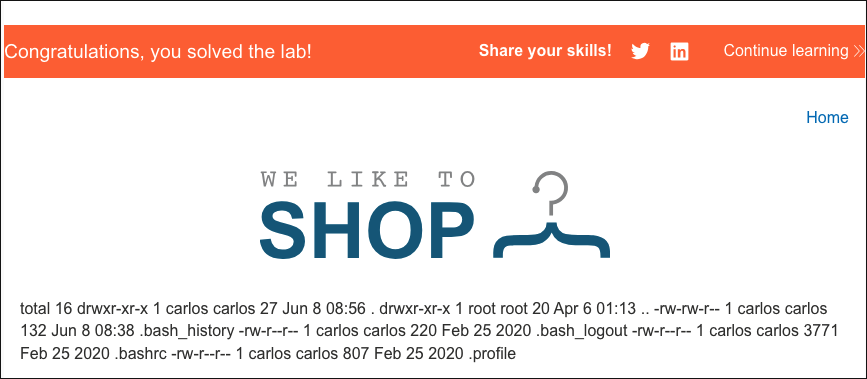 Congratulations, you solved the lab!
Share your skills!
Continue learning
Home
WE LIKE TO
SHOP
total 16 drwxr-xr-x 1 carlos carlos 27 Jun 8 08:56 . drwxr-xr-x 1 root root 20 Apr 6 01:13 .. -rw-rw-r-- 1 carlos carlos
132 Jun 8 08:38 .bash_history -rw-r--r-- 1 carlos carlos 220 Feb 25 2020 .bash_logout -rw-r--r-- 1 carlos carlos 3771
Feb 25 2020 .bashrc -rw-r--r-- 1 carlos carlos 807 Feb 25 2020 .profile